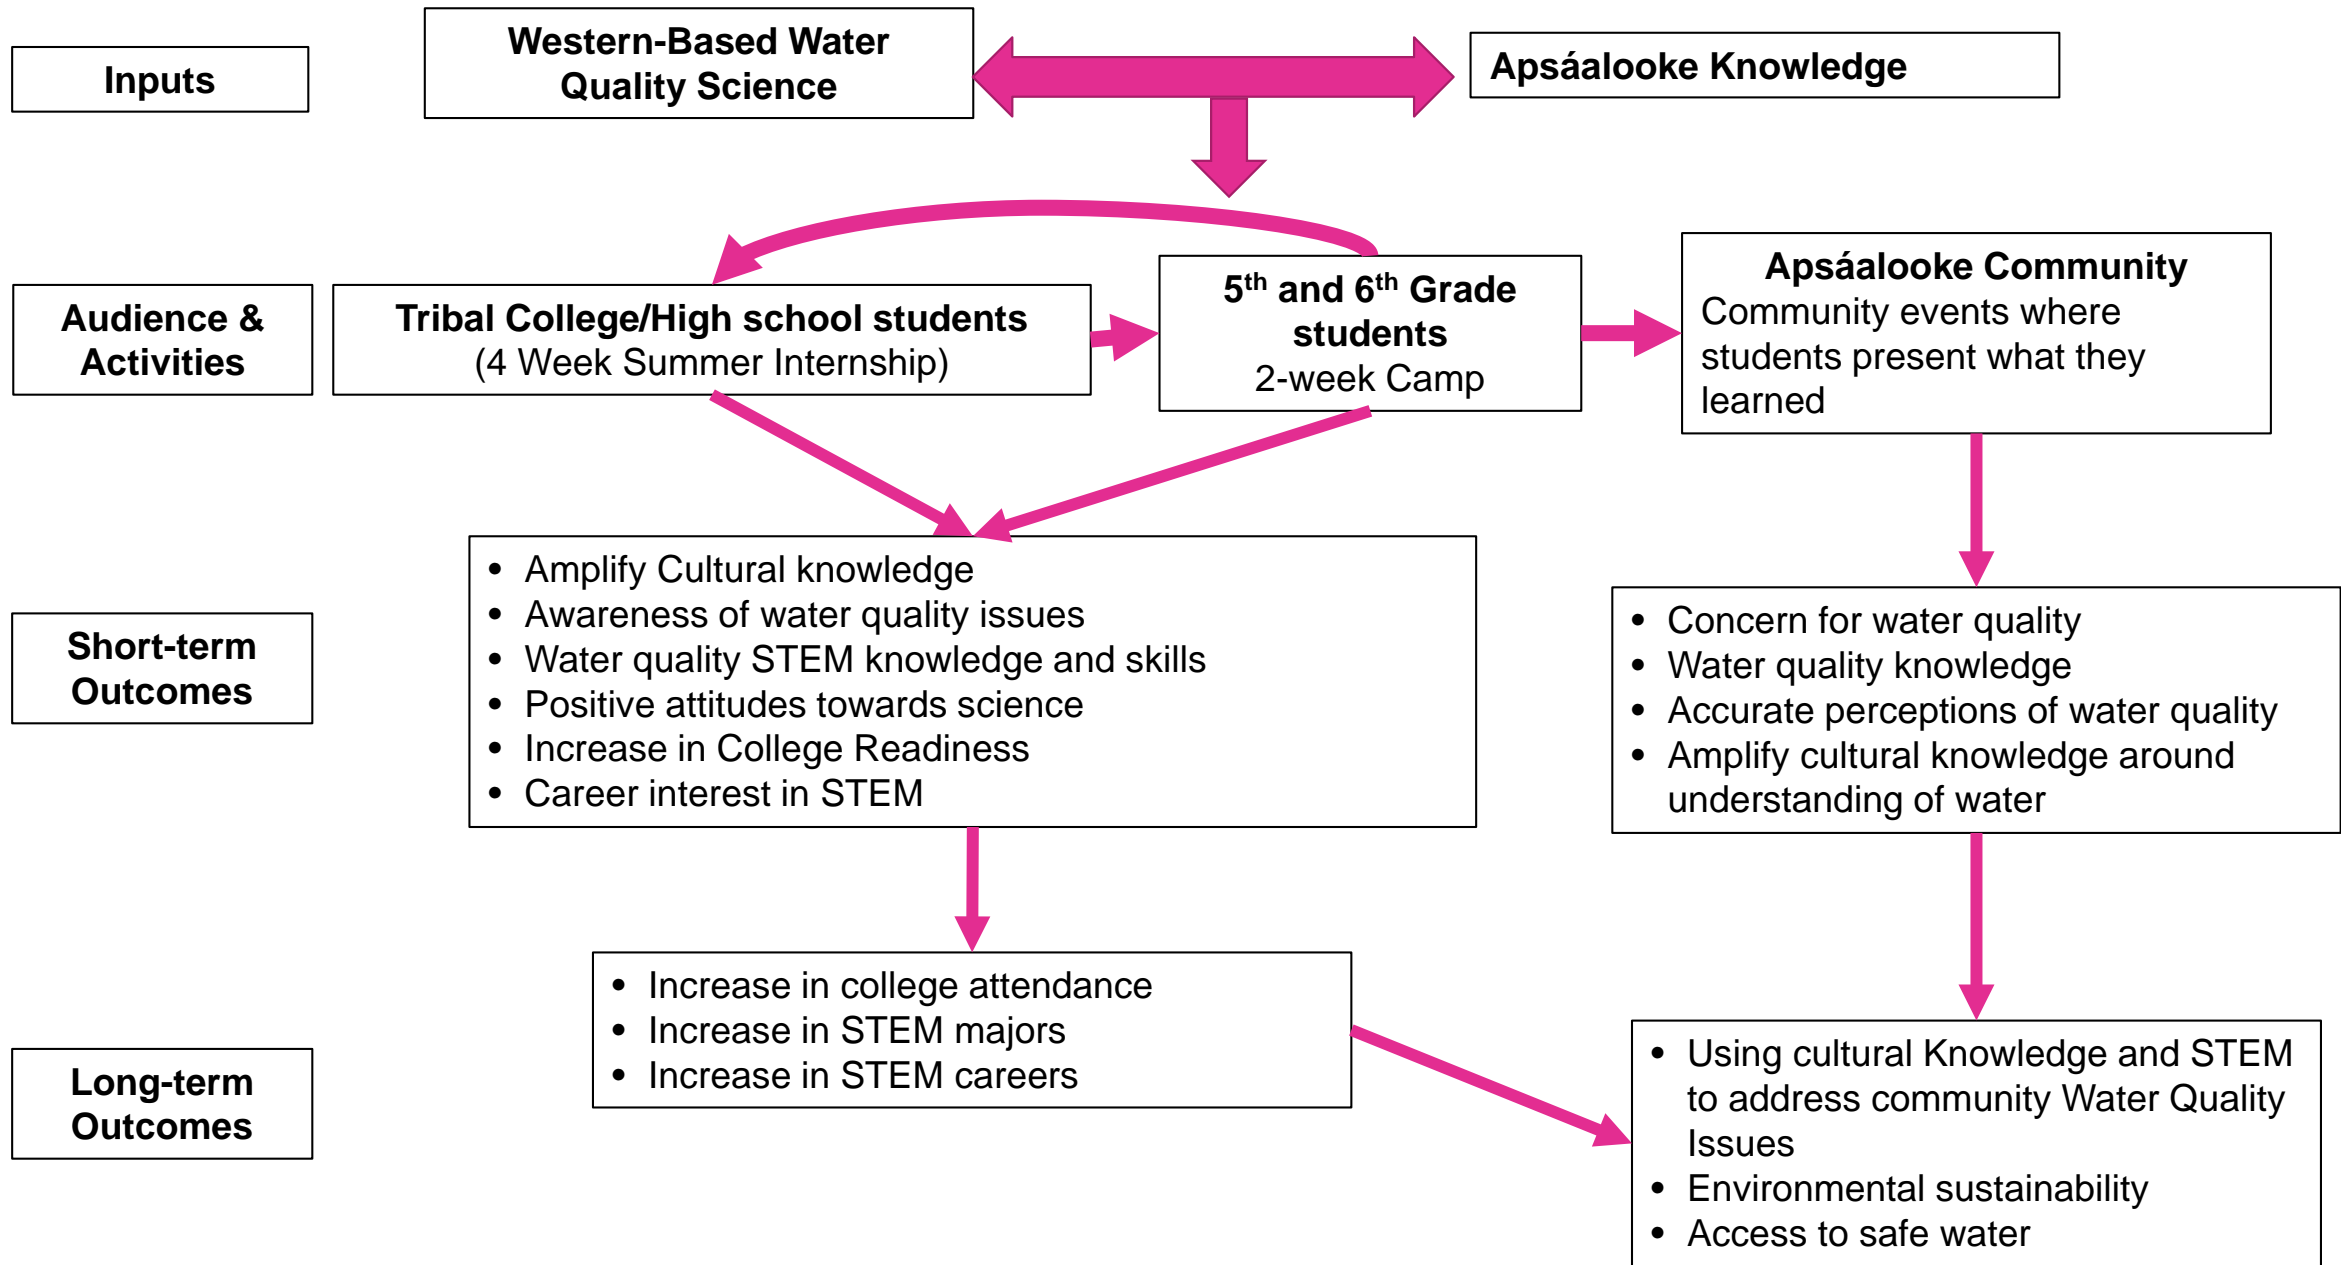 Inputs
Western-Based Water
Quality Science
Apsáalooke Knowledge
Audience &
Activities
Tribal College/High school students
(4 Week Summer Internship)
5th and 6th Grade
students
2-week Camp
Apsáalooke Community
Community events where
students present what they
learned
Short-term
Outcomes
• Amplify Cultural knowledge
• Awareness of water quality issues
• Water quality STEM knowledge and skills
• Positive attitudes towards science
• Increase in College Readiness
• Career interest in STEM
• Concern for water quality
• Water quality knowledge
• Accurate perceptions of water quality
• Amplify cultural knowledge around
understanding of water
Long-term
Outcomes
• Increase in college attendance
• Increase in STEM majors
• Increase in STEM careers
• Using cultural Knowledge and STEM
to address community Water Quality
Issues
• Environmental sustainability
• Access to safe water